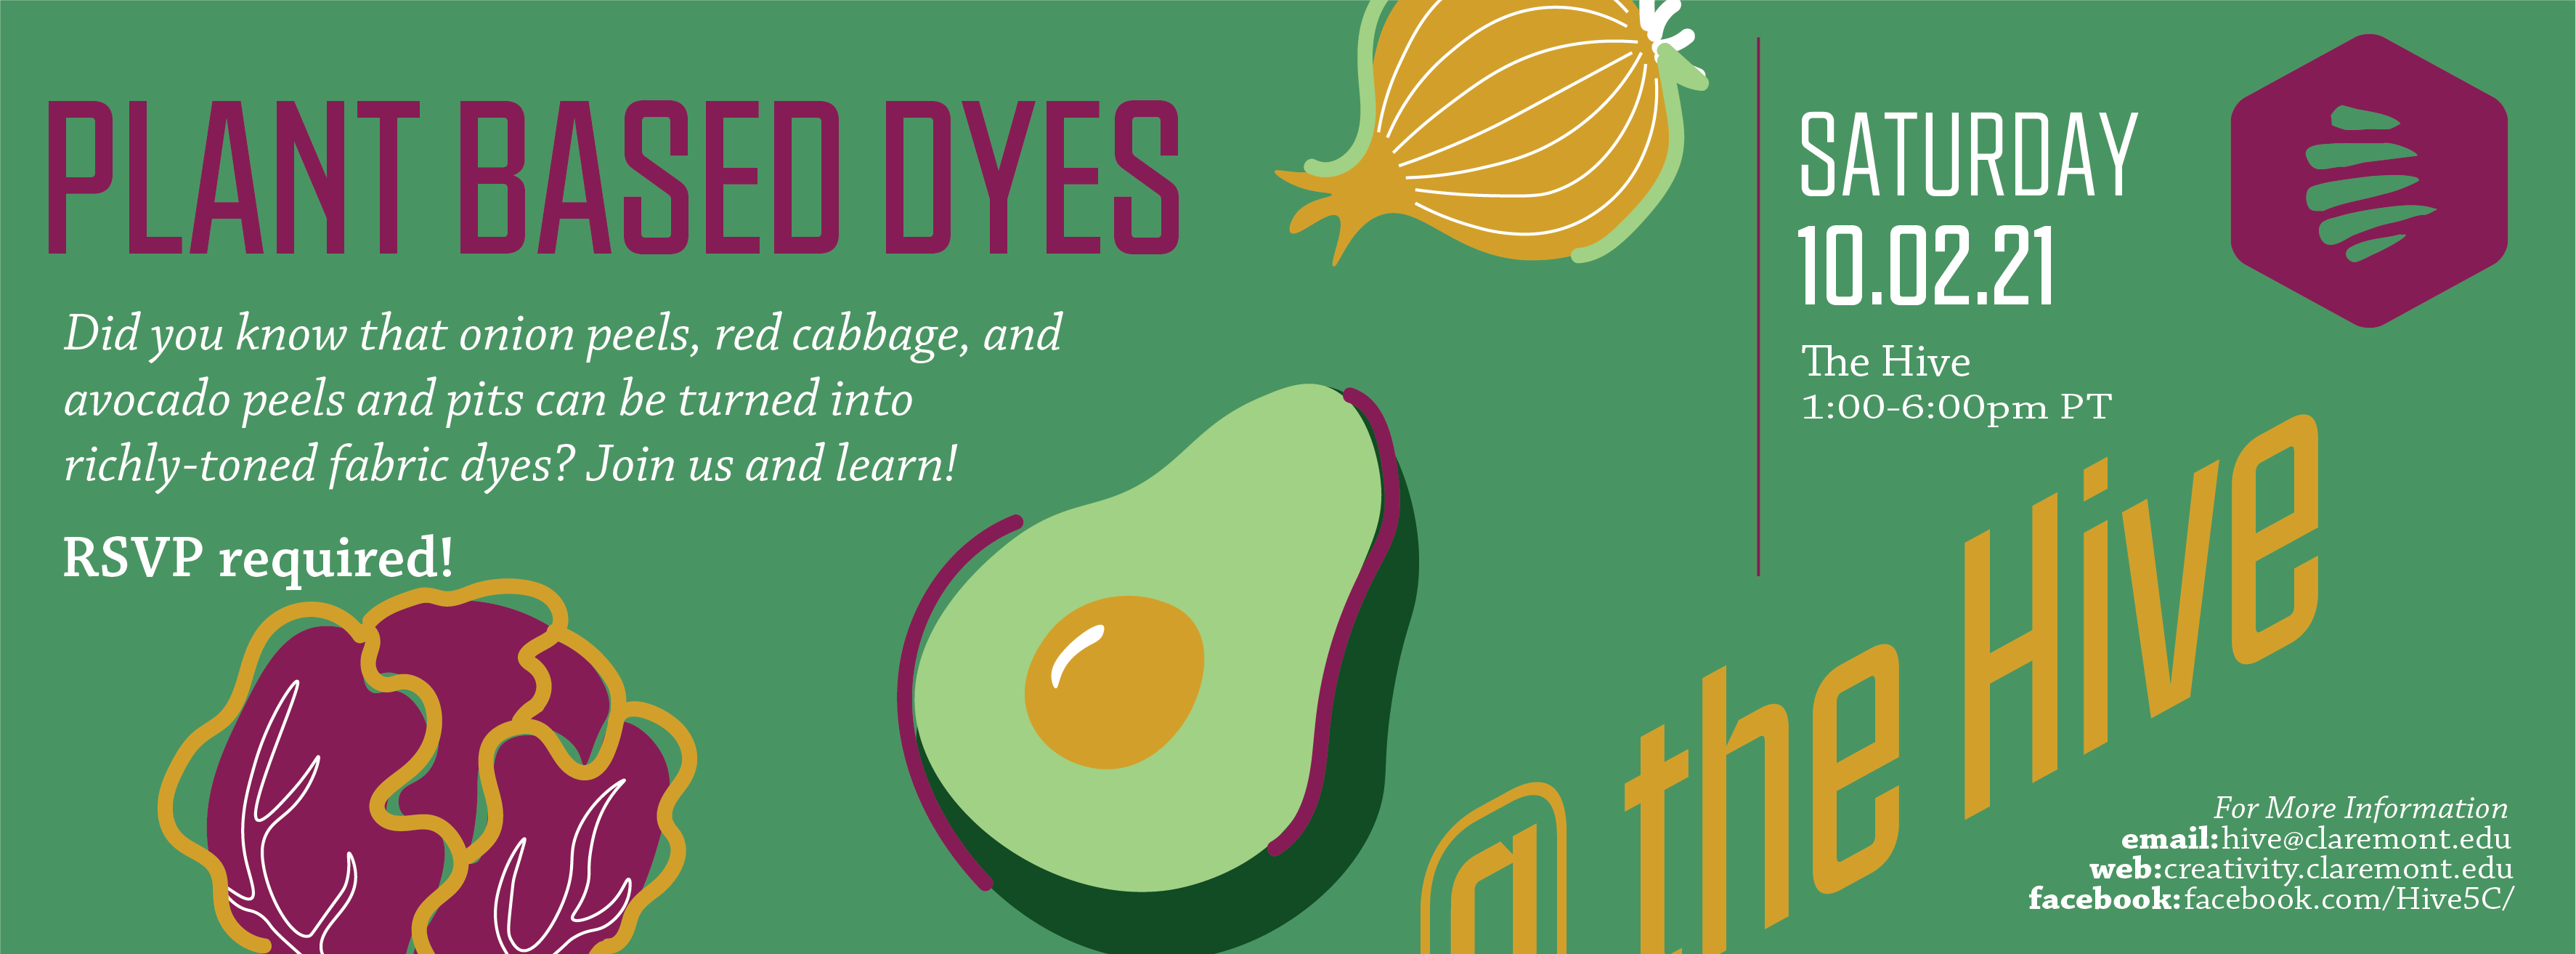 PLANT BASED DYES
Did you know that onion peels, red cabbage, and
avocado peels and pits can be turned into
richly-toned fabric dyes? Join us and learn!
RSVP required!
SATURDAY
10.02.21
The Hive
1:00-6:00pm PT
@ the Hive
For More Information
email:hive@claremont.edu
web:creativity.claremont.edu
facebook:facebook.com/Hive5C/